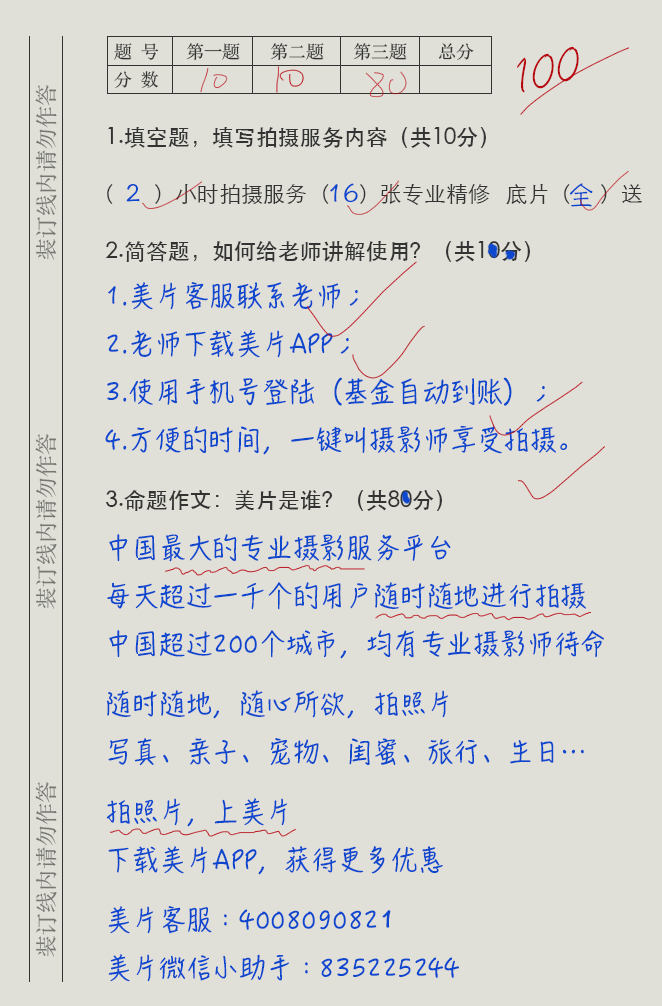 题 号 第一题 第二题 第三题 总分
分 数 10 10 80
100
1.填空题，填写拍摄服务内容（共10分）
（ 2 ）小时拍摄服务（16）张专业精修 底片（全）送
2.简答题，如何给老师讲解使用？（共10分）
1.美片客服联系老师；
2.老师下载美片APP；
3.使用手机号登陆（基金自动到账）；
4.方便的时间，一键叫摄影师享受拍摄。
3.命题作文：美片是谁？（共80分）
中国最大的专业摄影服务平台
每天超过一千个的用户随时随地进行拍摄
中国超过200个城市，均有专业摄影师待命
随时随地，随心所欲，拍照片
写真、亲子、宠物、闺蜜、旅行、生日…
拍照片，上美片
下载美片APP，获得更多优惠
美片客服：4008090821
美片微信小助手：835225244
装订线内请勿作答
装订线内请勿作答
装订线内请勿作答